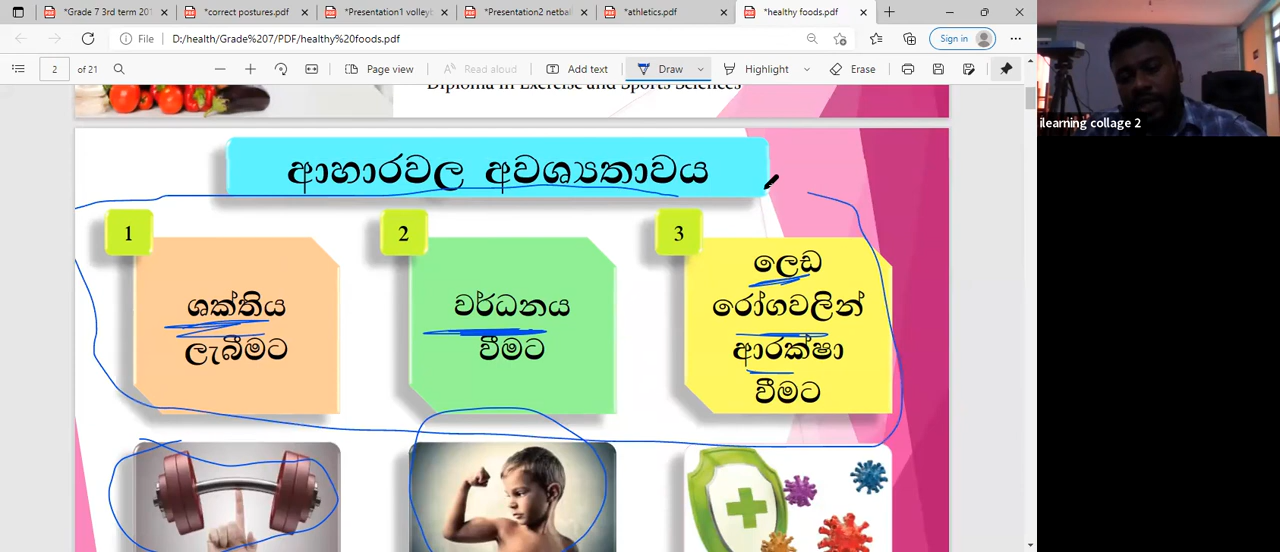 *Grade 7 3rd term 201
*correct postures.pdf
*Presentation1 volleyb
*Presentation2 netball
*athletics.pdf
*healthy foods.pdf
File D:/health/Grade%207/PDF/healthy%20foods.pdf
Sign in
2 of 21
Page view
Read aloud
Add text
Draw
Highlight
Erase
ilearning collage 2
Diploma in Exercise and Sports Sciences
ආහාරවල අවශ්‍යතාවය
1
ශක්තිය
ලැබීමට
2
වර්ධනය
වීමට
3
ලෙඩ
රෝගවලින්
ආරක්ෂා
වීමට